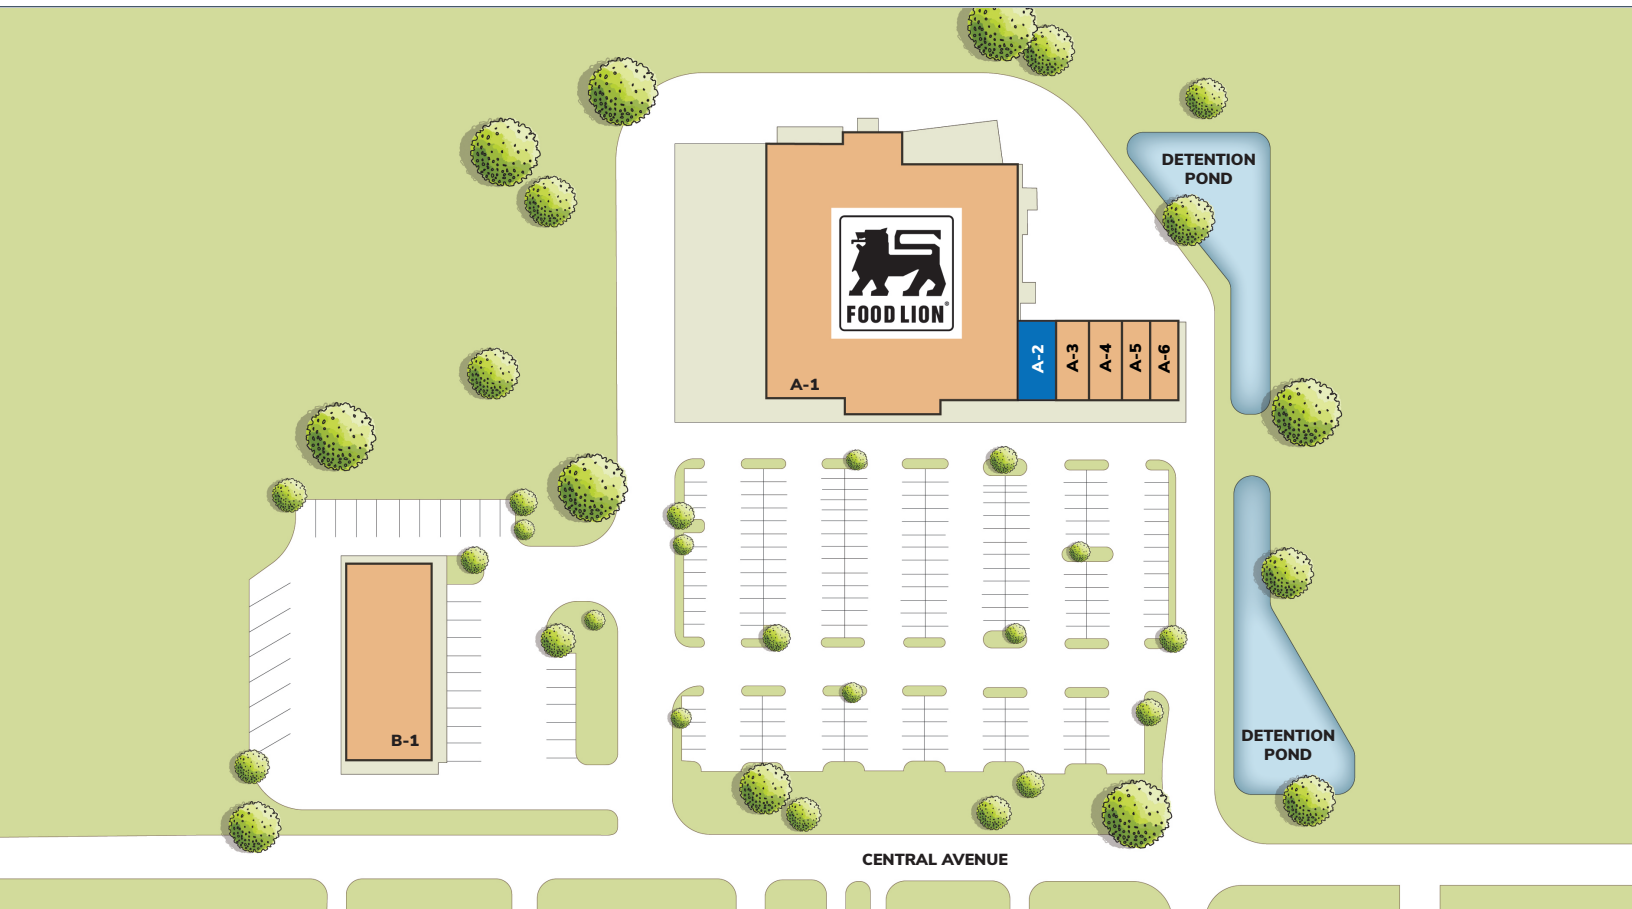 DETENTION
POND
FOOD LION®
A-1
A-2
A-3
A-4
A-5
A-6
B-1
DETENTION
POND
CENTRAL AVENUE